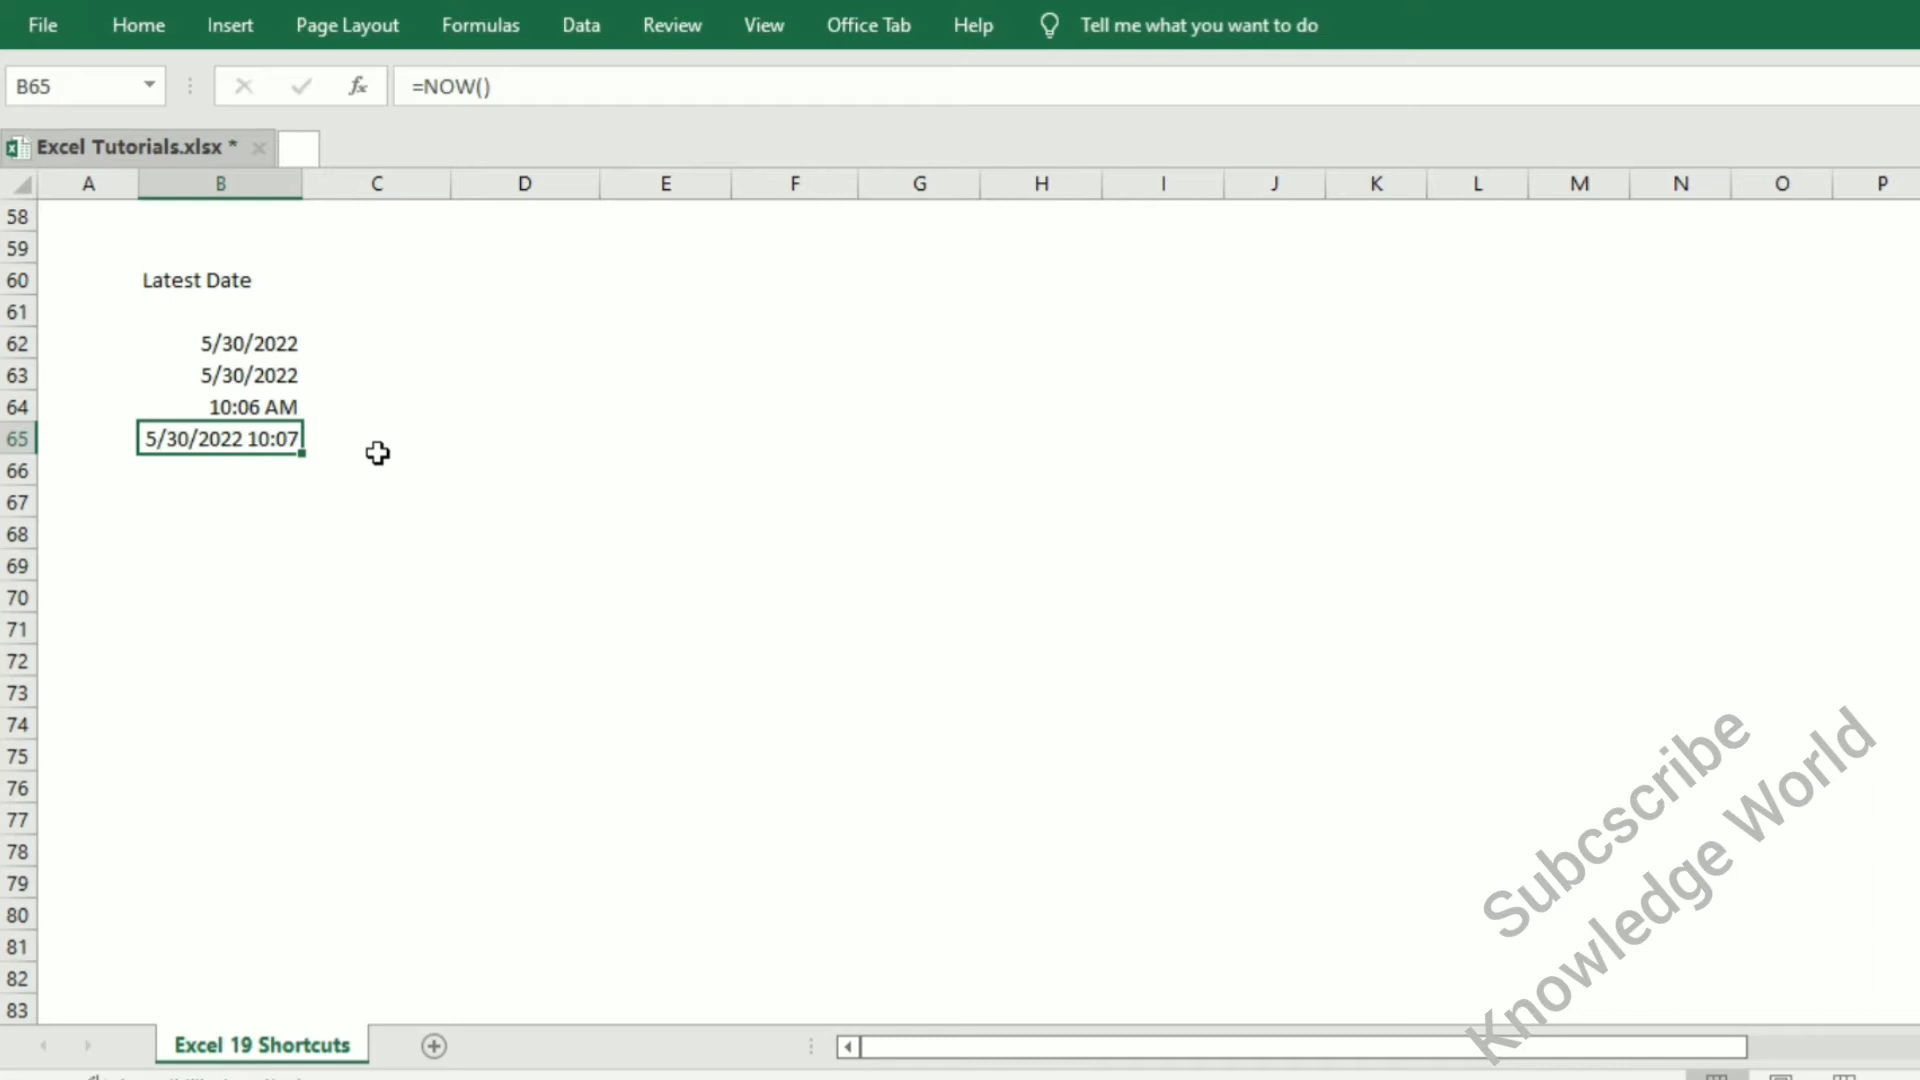 File Home Insert Page Layout Formulas Data Review View Office Tab Help Tell me what you want to do
B65 fx =NOW()
Excel Tutorials.xlsx *
A B C D E F G H I J K L M N O P
58
59
60 Latest Date
61
62 5/30/2022
63 5/30/2022
64 10:06 AM
65 5/30/2022 10:07
66
67
68
69
70
71
72
73
74
75
76
77
78
79
80
81
82
83
Subcscribe
Knowledge World
Excel 19 Shortcuts